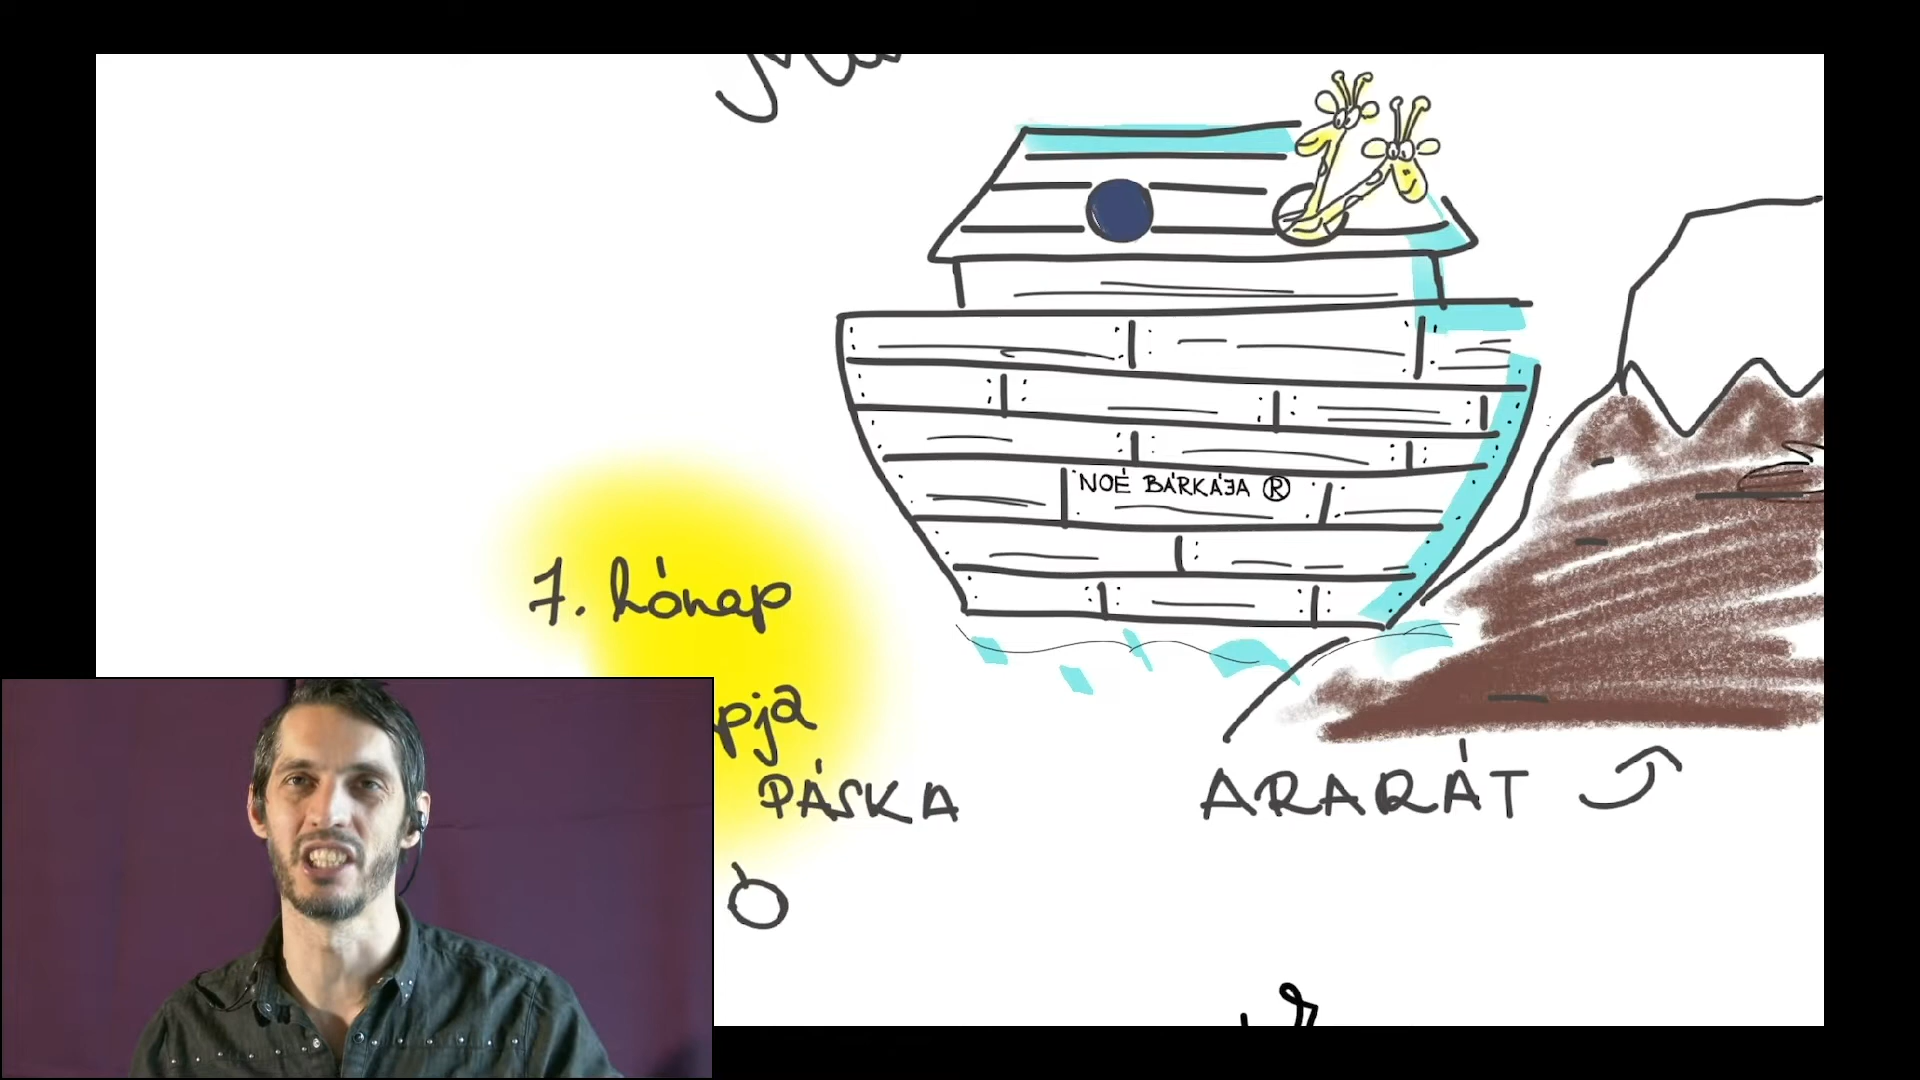 NOÉ BÁRKÁJA ®
7. hónap
pja
PÁSKA
ARARÁT
Ó